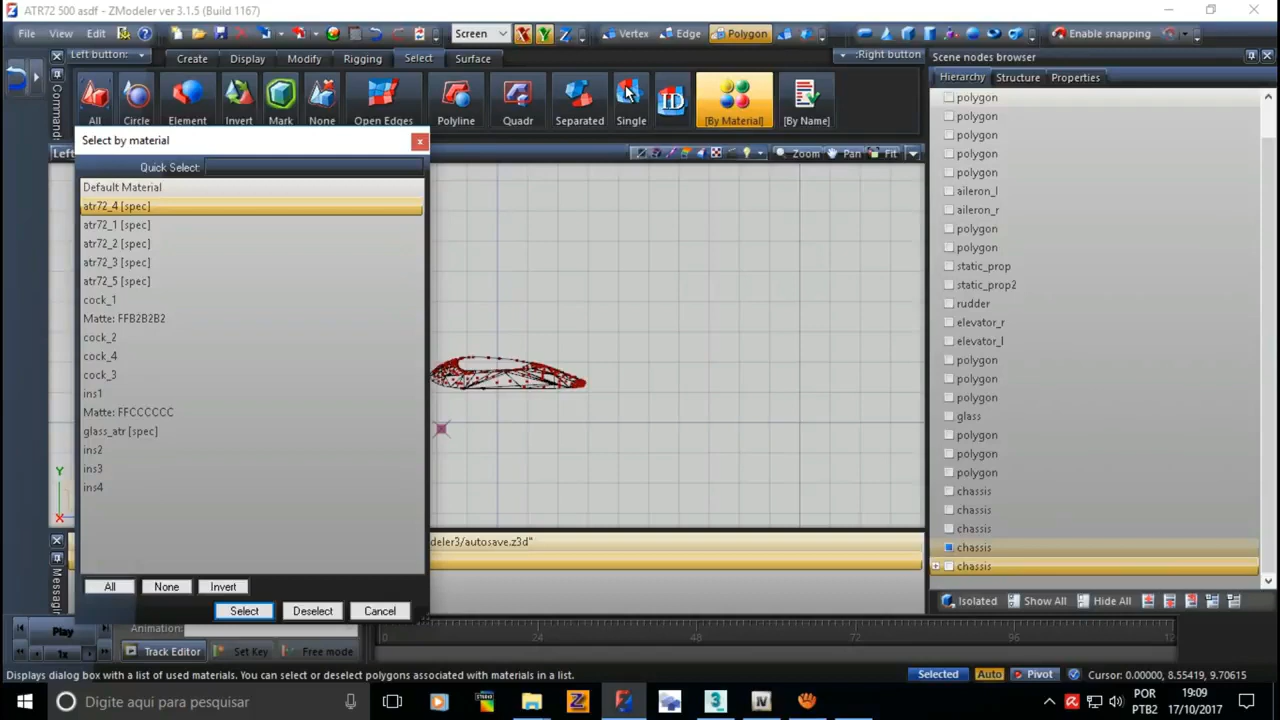 ATR72 500 asdf - ZModeler ver 3.1.5 (Build 1167)
File View Edit Screen X Y Z Vertex Edge Polygon Enable snapping
Left button: Create Display Modify Rigging Select Surface :Right button
Scene nodes browser
Hierarchy Structure Properties
All Circle Element Invert Mark None Open Edges Polyline Quadr Separated Single ID [By Material] [By Name]
Select by material
Quick Select:
Default Material
atr72_4 [spec]
atr72_1 [spec]
atr72_2 [spec]
atr72_3 [spec]
atr72_5 [spec]
cock_1
Matte: FFB2B2B2
cock_2
cock_4
cock_3
ins1
Matte: FFCCCCCC
glass_atr [spec]
ins2
ins3
ins4
All None Invert
Select Deselect Cancel
Zoom Pan Fit
Y
X
polygon
polygon
polygon
polygon
polygon
aileron_l
aileron_r
polygon
polygon
static_prop
static_prop2
rudder
elevator_r
elevator_l
polygon
polygon
polygon
glass
polygon
polygon
polygon
chassis
chassis
chassis
chassis
chassis
Isolated Show All Hide All
deler3/autosave.z3d"
Play Animation: 0 24 48 72 96 12
1x Track Editor Set Key Free mode
Displays dialog box with a list of used materials. You can select or deselect polygons associated with materials in a list. Selected Auto Pivot Cursor: 0.00000, 8.55419, 9.70615
Digite aqui para pesquisar
POR 19:09
PTB2 17/10/2017